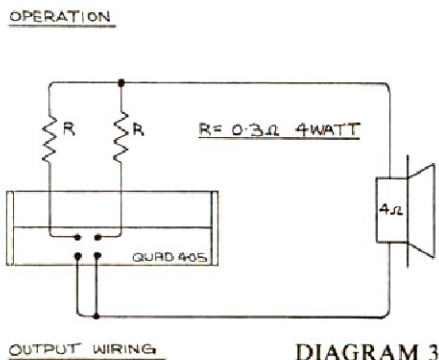 OPERATION
R
R
R= 0·3Ω 4WATT
4Ω
QUAD 405
OUTPUT WIRING
DIAGRAM 3